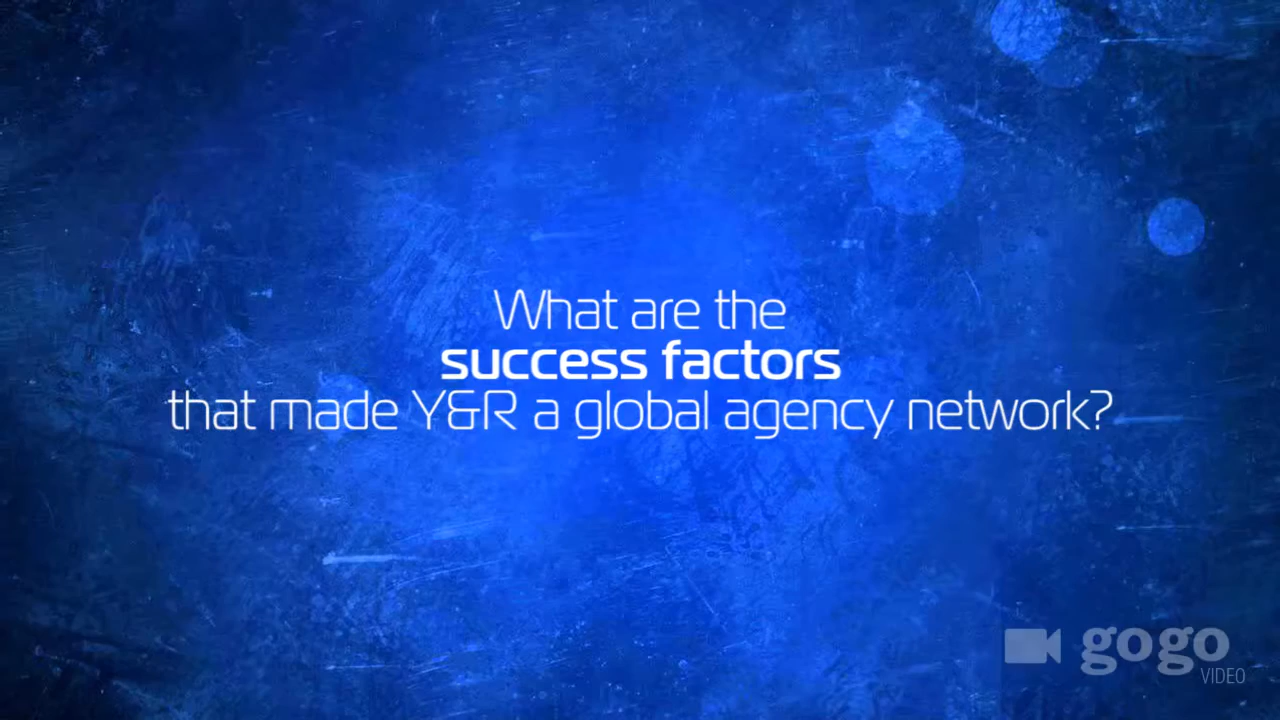 What are the
success factors
that made Y&R a global agency network?
gogo
VIDEO